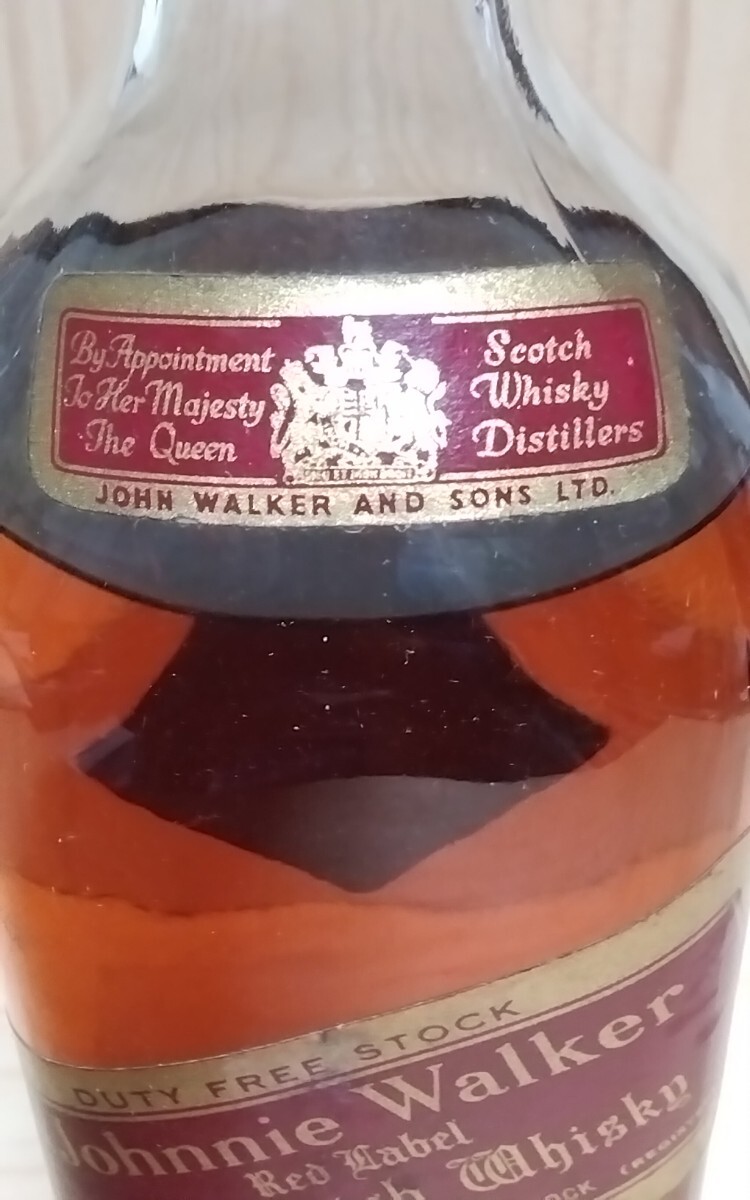 By Appointment
To Her Majesty
The Queen
Scotch
Whisky
Distillers
JOHN WALKER AND SONS LTD.
DUTY FREE STOCK
Johnnie Walker
Red Label
Whisky